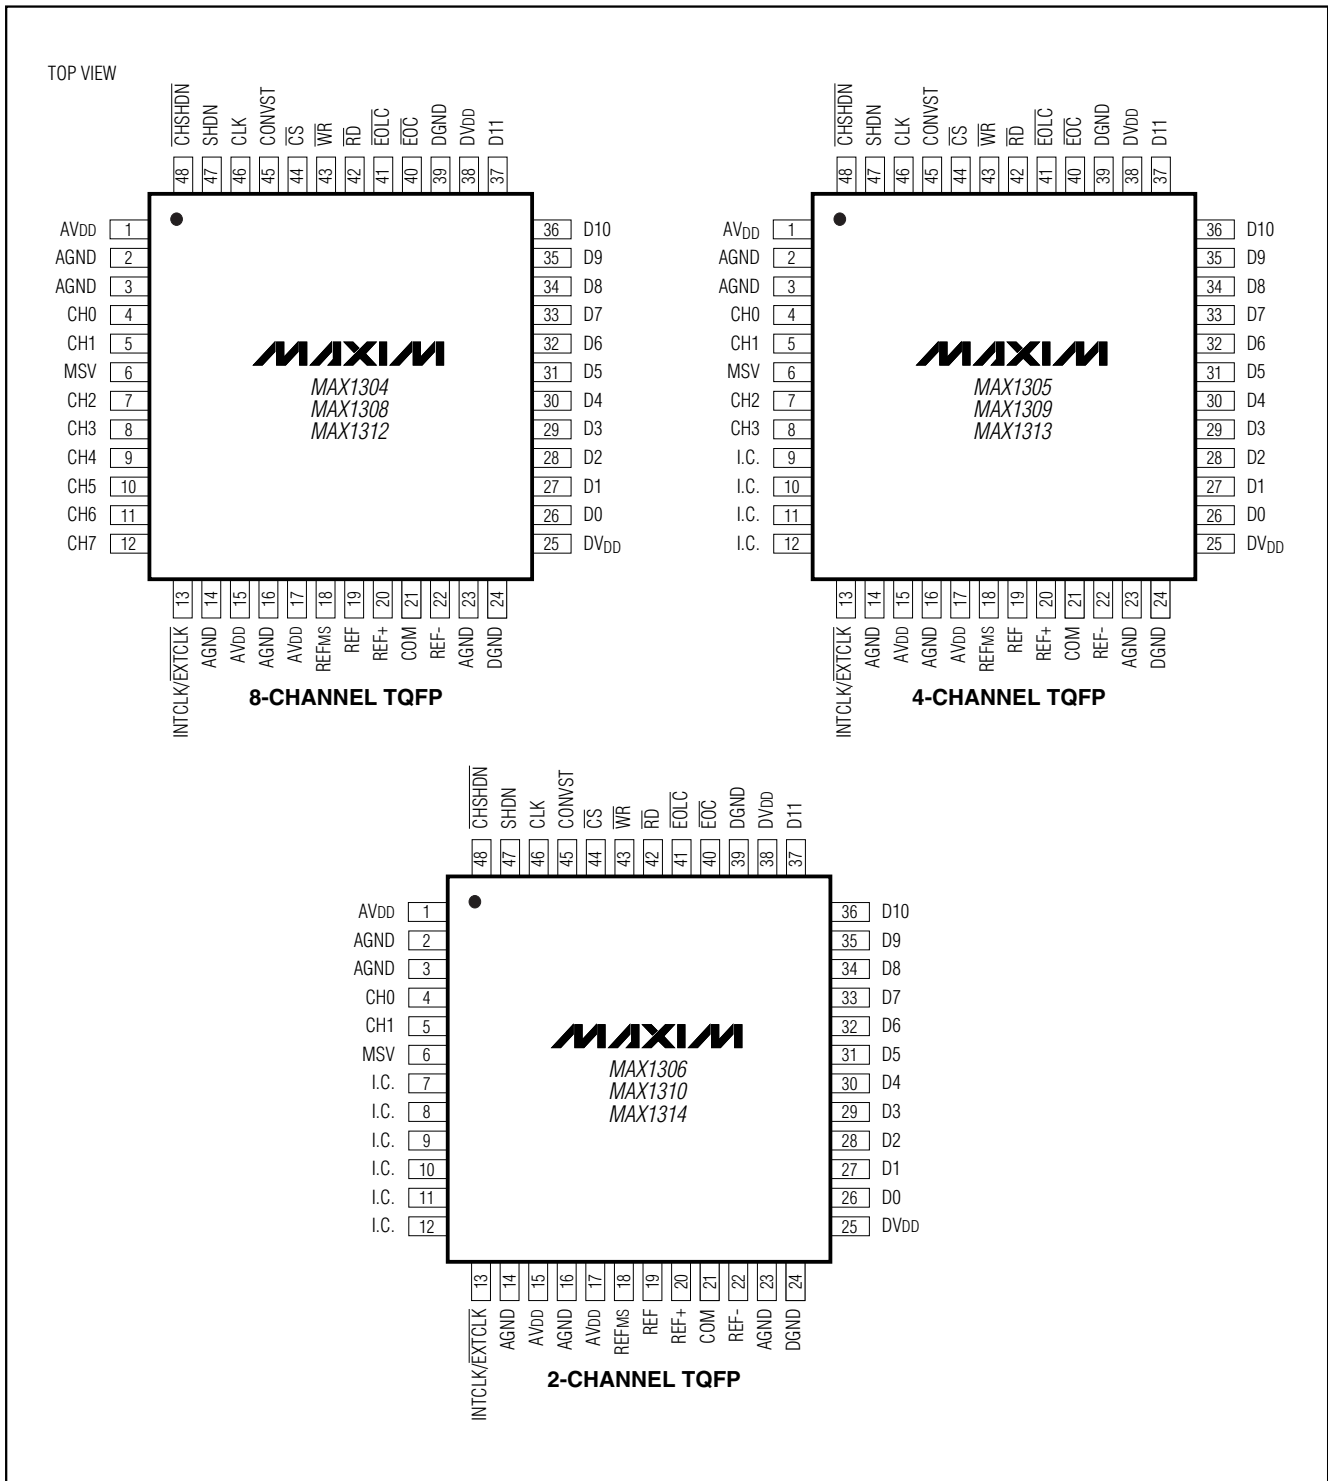 TOP VIEW
CHSHDN
SHDN
CLK
CONVST
CS
WR
RD
EOLC
EOC
DGND
DVDD
D11
48 47 46 45 44 43 42 41 40 39 38 37
AVDD 1
AGND 2
AGND 3
CH0 4
CH1 5
MSV 6
CH2 7
CH3 8
CH4 9
CH5 10
CH6 11
CH7 12
MAXIM
MAX1304
MAX1308
MAX1312
36 D10
35 D9
34 D8
33 D7
32 D6
31 D5
30 D4
29 D3
28 D2
27 D1
26 D0
25 DVDD
13 14 15 16 17 18 19 20 21 22 23 24
INTCLK/EXTCLK
AGND
AVDD
AGND
AVDD
REFMS
REF
REF+
COM
REF-
AGND
DGND
8-CHANNEL TQFP
CHSHDN
SHDN
CLK
CONVST
CS
WR
RD
EOLC
EOC
DGND
DVDD
D11
48 47 46 45 44 43 42 41 40 39 38 37
AVDD 1
AGND 2
AGND 3
CH0 4
CH1 5
MSV 6
CH2 7
CH3 8
I.C. 9
I.C. 10
I.C. 11
I.C. 12
MAXIM
MAX1305
MAX1309
MAX1313
36 D10
35 D9
34 D8
33 D7
32 D6
31 D5
30 D4
29 D3
28 D2
27 D1
26 D0
25 DVDD
13 14 15 16 17 18 19 20 21 22 23 24
INTCLK/EXTCLK
AGND
AVDD
AGND
AVDD
REFMS
REF
REF+
COM
REF-
AGND
DGND
4-CHANNEL TQFP
CHSHDN
SHDN
CLK
CONVST
CS
WR
RD
EOLC
EOC
DGND
DVDD
D11
48 47 46 45 44 43 42 41 40 39 38 37
AVDD 1
AGND 2
AGND 3
CH0 4
CH1 5
MSV 6
I.C. 7
I.C. 8
I.C. 9
I.C. 10
I.C. 11
I.C. 12
MAXIM
MAX1306
MAX1310
MAX1314
36 D10
35 D9
34 D8
33 D7
32 D6
31 D5
30 D4
29 D3
28 D2
27 D1
26 D0
25 DVDD
13 14 15 16 17 18 19 20 21 22 23 24
INTCLK/EXTCLK
AGND
AVDD
AGND
AVDD
REFMS
REF
REF+
COM
REF-
AGND
DGND
2-CHANNEL TQFP